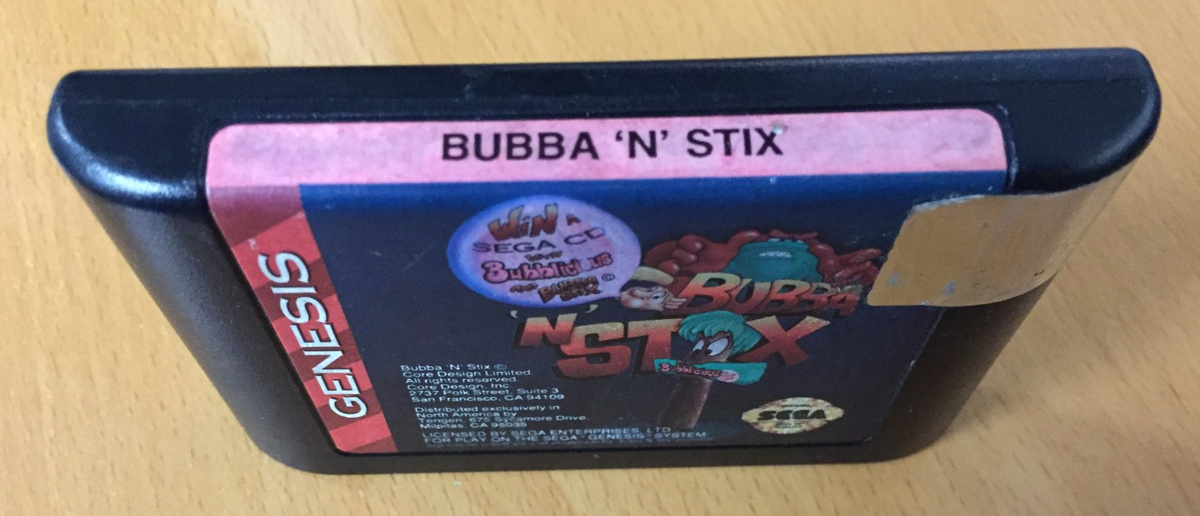 BUBBA 'N' STIX
GENESIS
WIN A
SEGA CD
Bubblicious
BUBBA
'N' STIX
Bubblicious
Bubba 'N' Stix ©
Core Design Limited.
All rights reserved
Core Design, Inc.
2737 Polk Street, Suite 3
San Francisco, CA 94109
Distributed exclusively in
North America by
Tengen, 675 Sycamore Drive,
Milpitas, CA 95035
LICENSED BY SEGA ENTERPRISES, LTD.
FOR PLAY ON THE SEGA GENESIS SYSTEM
SEGA